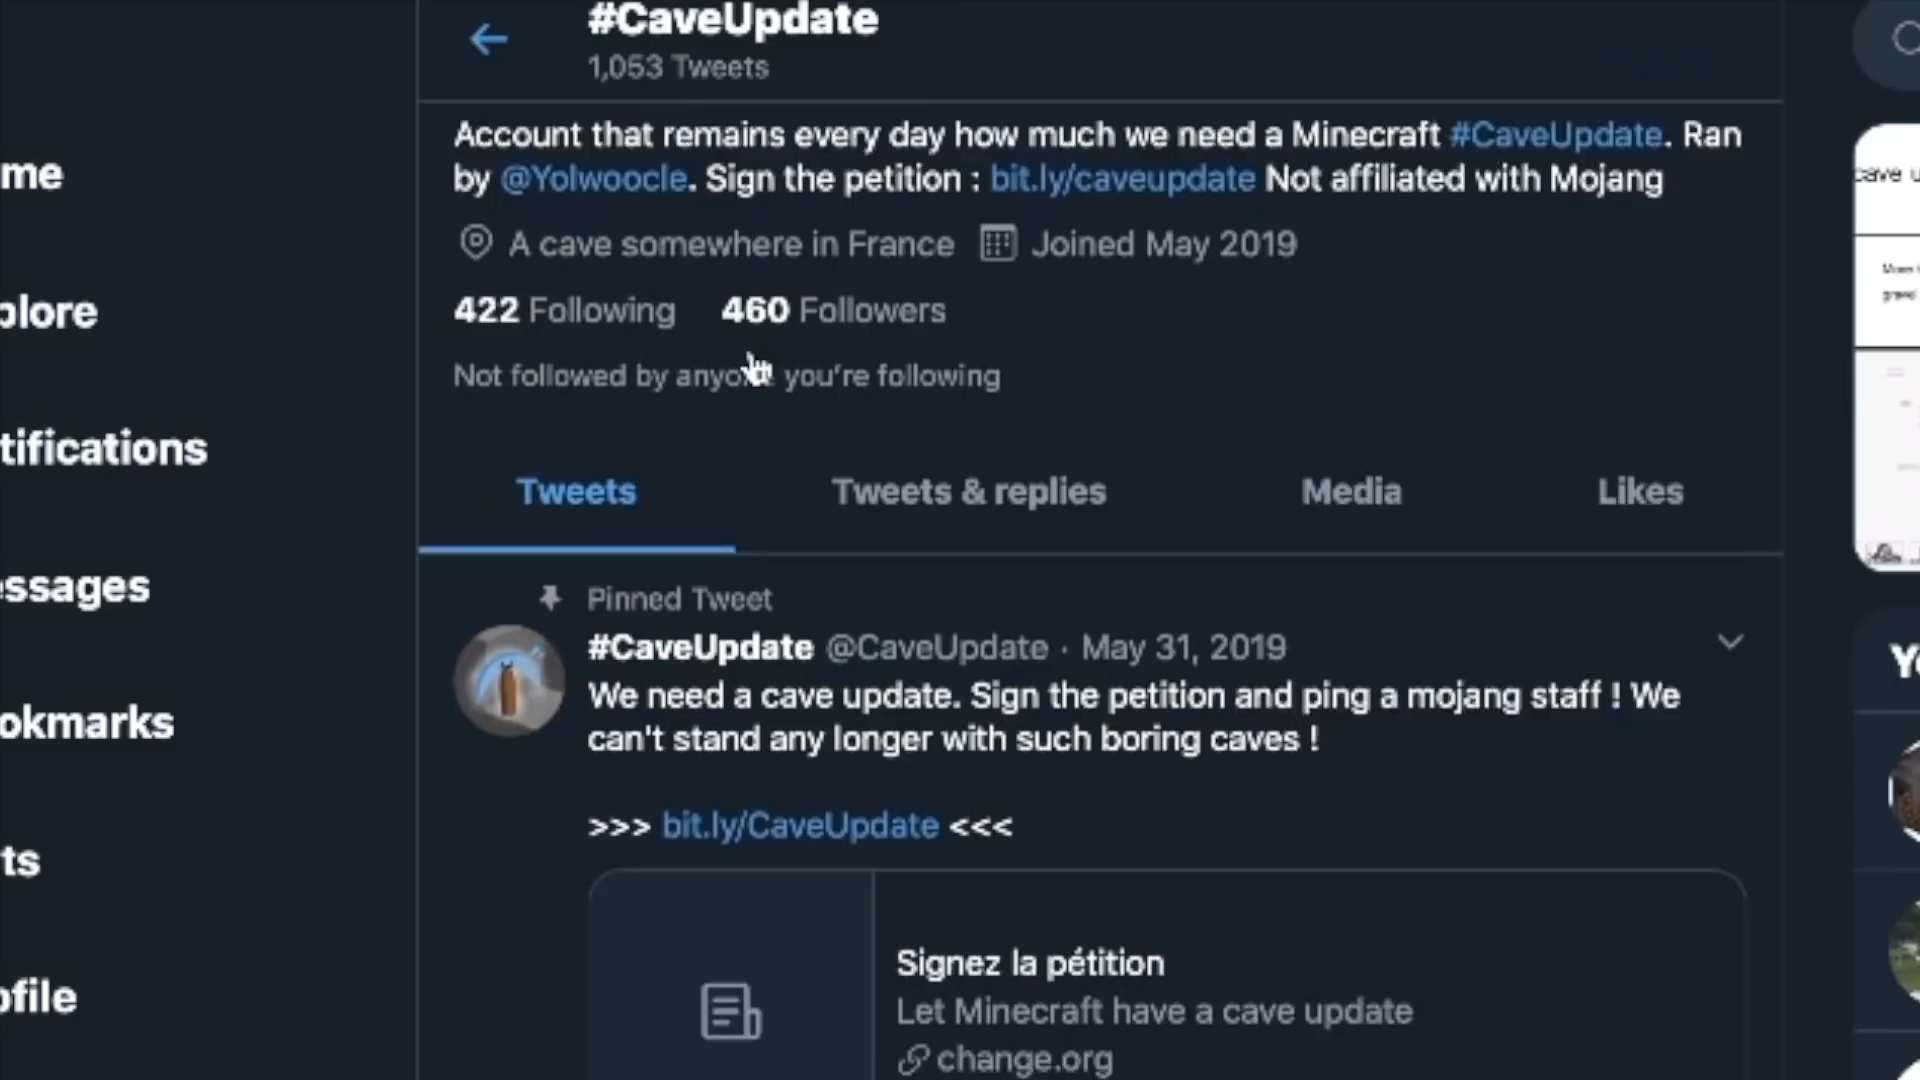 #CaveUpdate
1,053 Tweets
Account that remains every day how much we need a Minecraft #CaveUpdate. Ran
by @Yolwoocle. Sign the petition : bit.ly/caveupdate Not affiliated with Mojang
A cave somewhere in France Joined May 2019
422 Following 460 Followers
Not followed by anyone you're following
Tweets Tweets & replies Media Likes
Pinned Tweet
#CaveUpdate @CaveUpdate · May 31, 2019
We need a cave update. Sign the petition and ping a mojang staff ! We
can't stand any longer with such boring caves !
>>> bit.ly/CaveUpdate <<<
Signez la pétition
Let Minecraft have a cave update
change.org
me
plore
tifications
essages
okmarks
ts
ofile
cave u
Yo